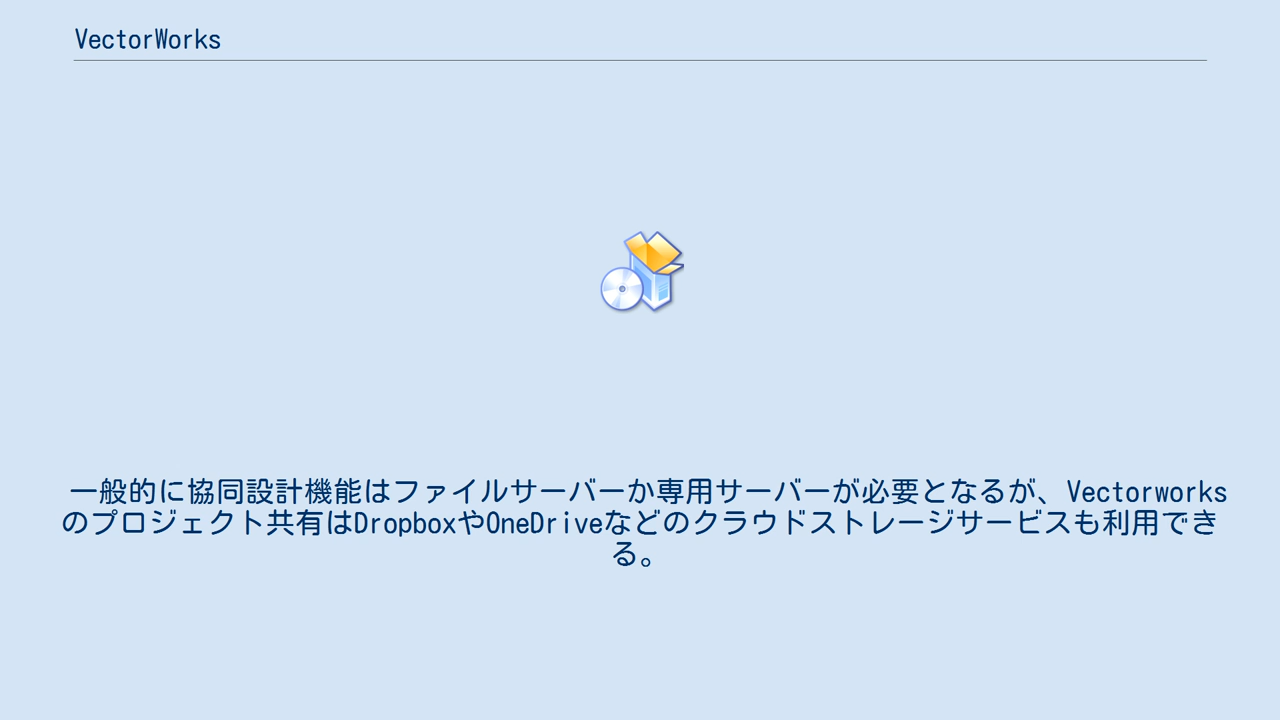 VectorWorks
一般的に協同設計機能はファイルサーバーか専用サーバーが必要となるが、Vectorworks
のプロジェクト共有はDropboxやOneDriveなどのクラウドストレージサービスも利用でき
る。